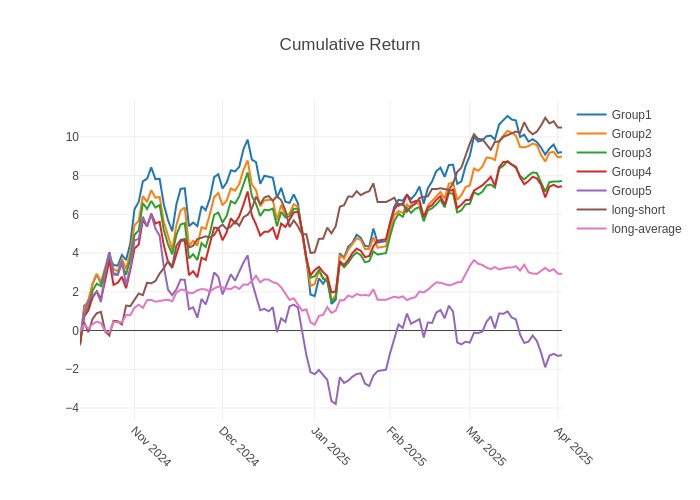 Cumulative Return
10
8
6
4
2
0
−2
−4
Nov 2024
Dec 2024
Jan 2025
Feb 2025
Mar 2025
Apr 2025
Group1
Group2
Group3
Group4
Group5
long-short
long-average